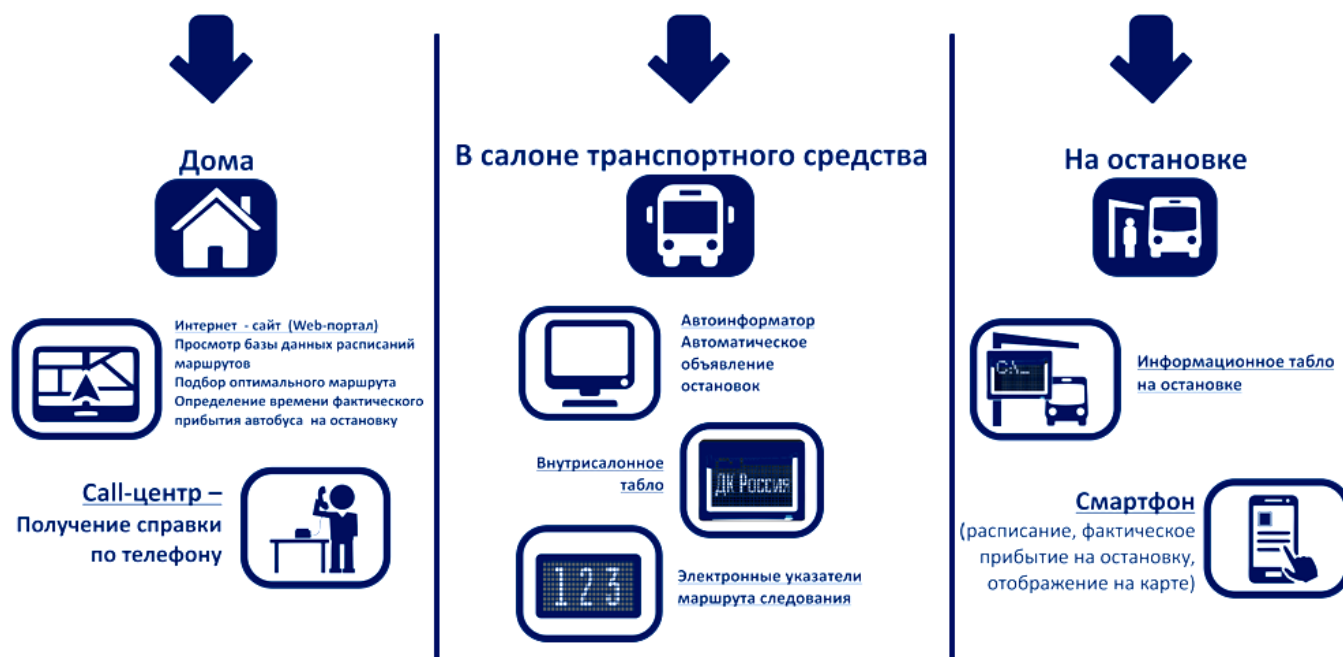 Дома
Интернет - сайт (Web-портал)
Просмотр базы данных расписаний
маршрутов
Подбор оптимального маршрута
Определение времени фактического
прибытия автобуса на остановку
Call-центр –
Получение справки
по телефону
В салоне транспортного средства
Автоинформатор
Автоматическое
объявление
остановок
Внутрисалонное
табло
ДК Россия
123
Электронные указатели
маршрута следования
На остановке
C:\_
Информационное табло
на остановке
Смартфон
(расписание, фактическое
прибытие на остановку,
отображение на карте)